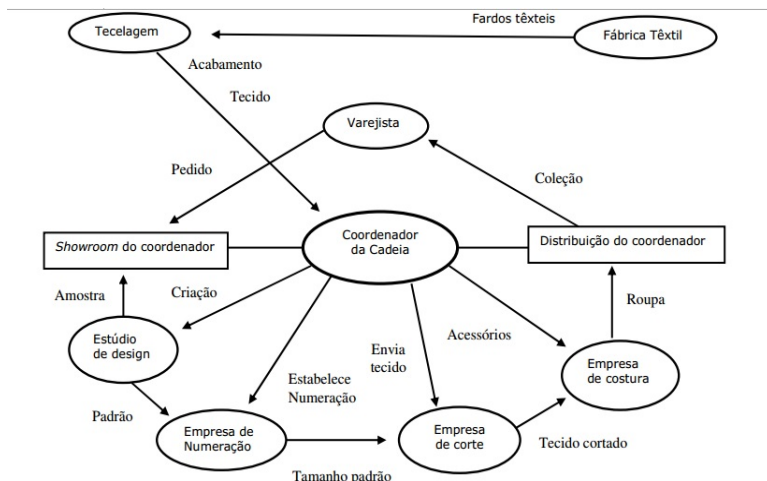 Fardos têxteis
Tecelagem
Fábrica Têxtil
Acabamento
Tecido
Varejista
Pedido
Coleção
Showroom do coordenador
Coordenador
da Cadeia
Distribuição do coordenador
Amostra
Criação
Roupa
Estúdio
de design
Envia
tecido
Acessórios
Empresa
de costura
Estabelece
Numeração
Padrão
Empresa de
Numeração
Empresa
de corte
Tecido cortado
Tamanho padrão